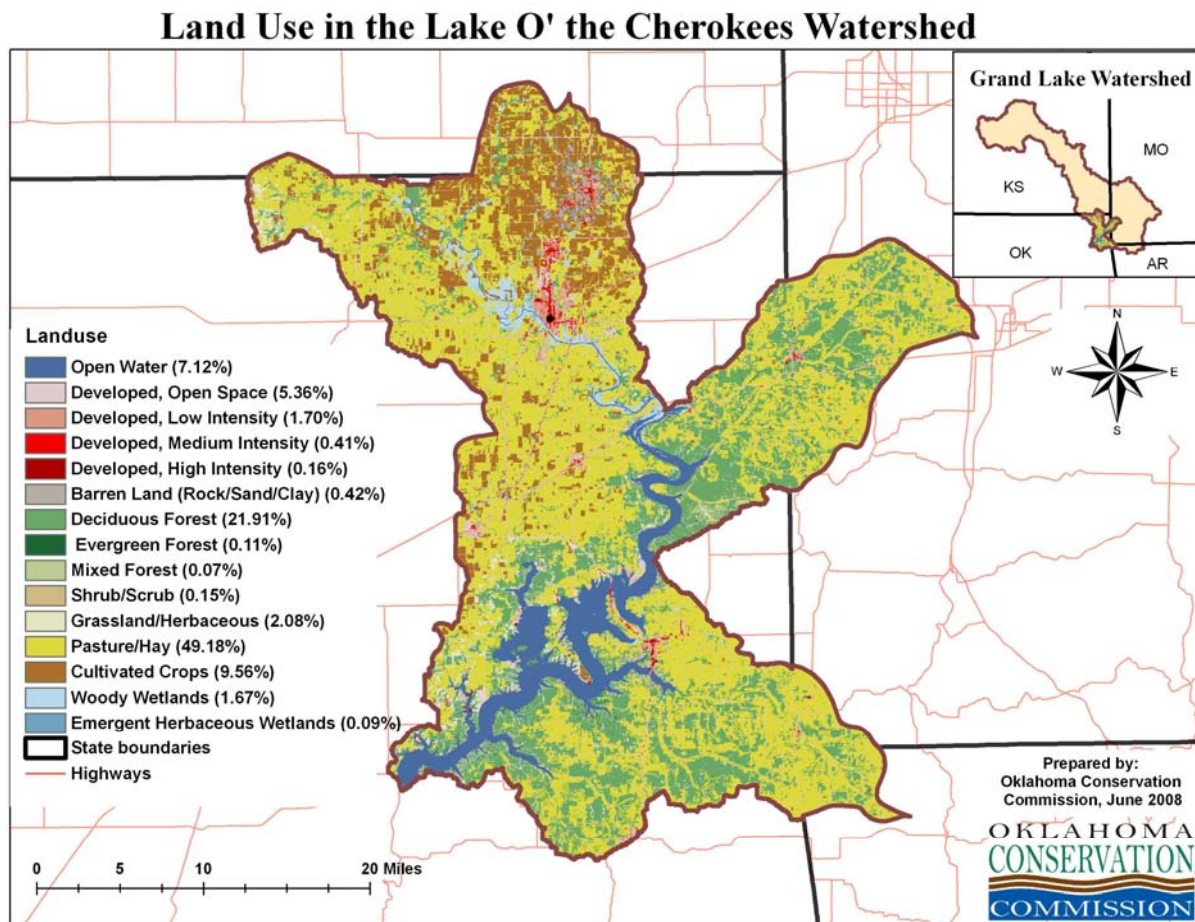 Land Use in the Lake O' the Cherokees Watershed
Grand Lake Watershed
MO
KS
OK
AR
N
W
E
S
Landuse
Open Water (7.12%)
Developed, Open Space (5.36%)
Developed, Low Intensity (1.70%)
Developed, Medium Intensity (0.41%)
Developed, High Intensity (0.16%)
Barren Land (Rock/Sand/Clay) (0.42%)
Deciduous Forest (21.91%)
Evergreen Forest (0.11%)
Mixed Forest (0.07%)
Shrub/Scrub (0.15%)
Grassland/Herbaceous (2.08%)
Pasture/Hay (49.18%)
Cultivated Crops (9.56%)
Woody Wetlands (1.67%)
Emergent Herbaceous Wetlands (0.09%)
State boundaries
Highways
0 5 10 20 Miles
Prepared by:
Oklahoma Conservation
Commission, June 2008
OKLAHOMA
CONSERVATION
COMMISSION